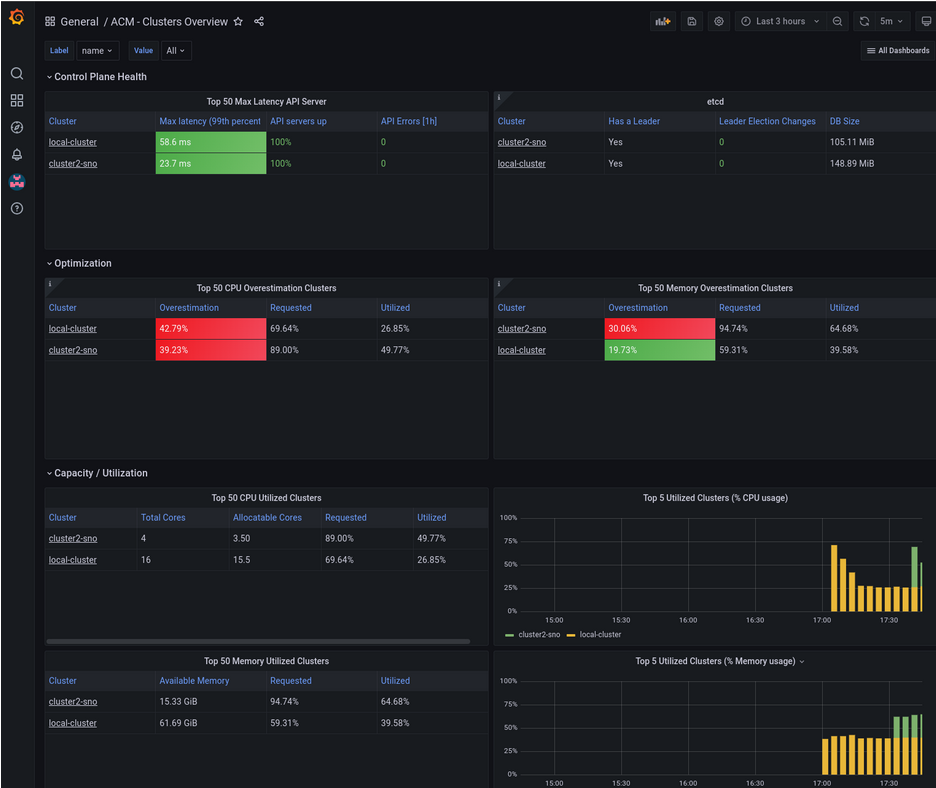 General / ACM - Clusters Overview
Last 3 hours
5m
Label name Value All
All Dashboards
Control Plane Health
Top 50 Max Latency API Server
Cluster Max latency (99th percent API servers up API Errors [1h]
local-cluster 58.6 ms 100% 0
cluster2-sno 23.7 ms 100% 0
i
etcd
Cluster Has a Leader Leader Election Changes DB Size
cluster2-sno Yes 0 105.11 MiB
local-cluster Yes 0 148.89 MiB
Optimization
i
Top 50 CPU Overestimation Clusters
Cluster Overestimation Requested Utilized
local-cluster 42.79% 69.64% 26.85%
cluster2-sno 39.23% 89.00% 49.77%
i
Top 50 Memory Overestimation Clusters
Cluster Overestimation Requested Utilized
cluster2-sno 30.06% 94.74% 64.68%
local-cluster 19.73% 59.31% 39.58%
Capacity / Utilization
Top 50 CPU Utilized Clusters
Cluster Total Cores Allocatable Cores Requested Utilized
cluster2-sno 4 3.50 89.00% 49.77%
local-cluster 16 15.5 69.64% 26.85%
Top 5 Utilized Clusters (% CPU usage)
100%
75%
50%
25%
0%
15:00 15:30 16:00 16:30 17:00 17:30
cluster2-sno local-cluster
Top 50 Memory Utilized Clusters
Cluster Available Memory Requested Utilized
cluster2-sno 15.33 GiB 94.74% 64.68%
local-cluster 61.69 GiB 59.31% 39.58%
Top 5 Utilized Clusters (% Memory usage)
100%
75%
50%
25%
0%
15:00 15:30 16:00 16:30 17:00 17:30